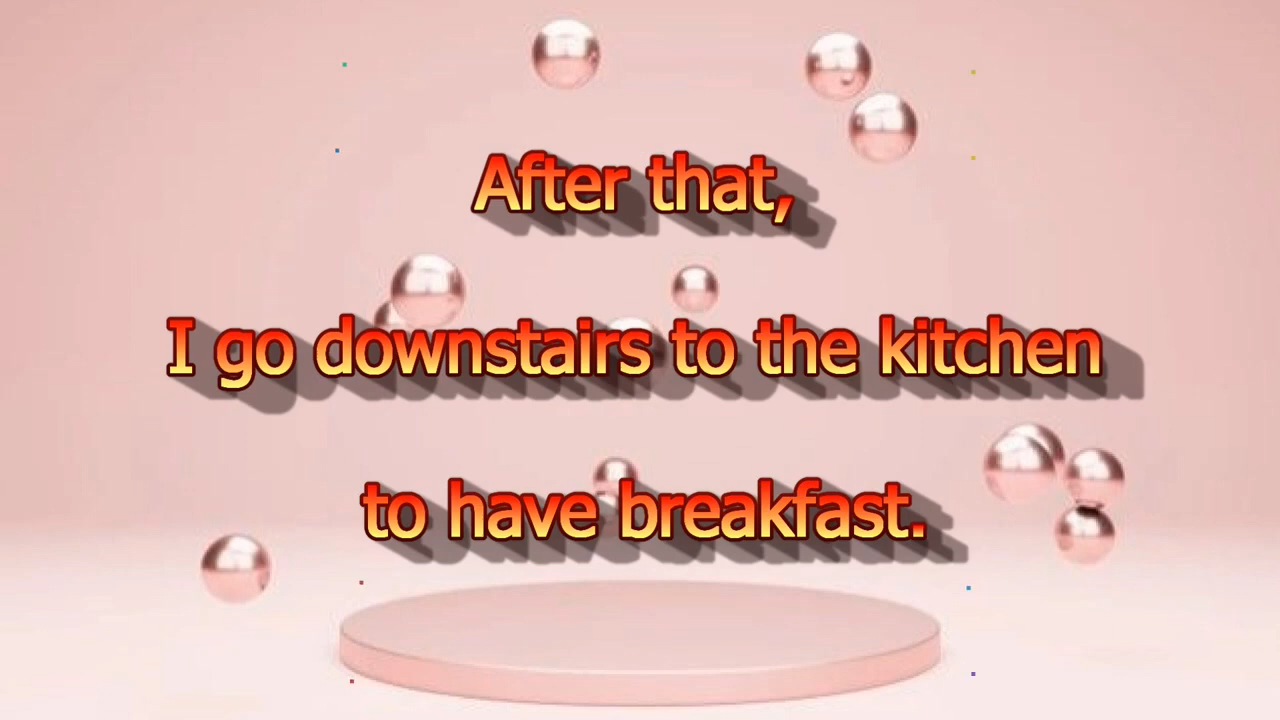 After that,
I go downstairs to the kitchen
to have breakfast.